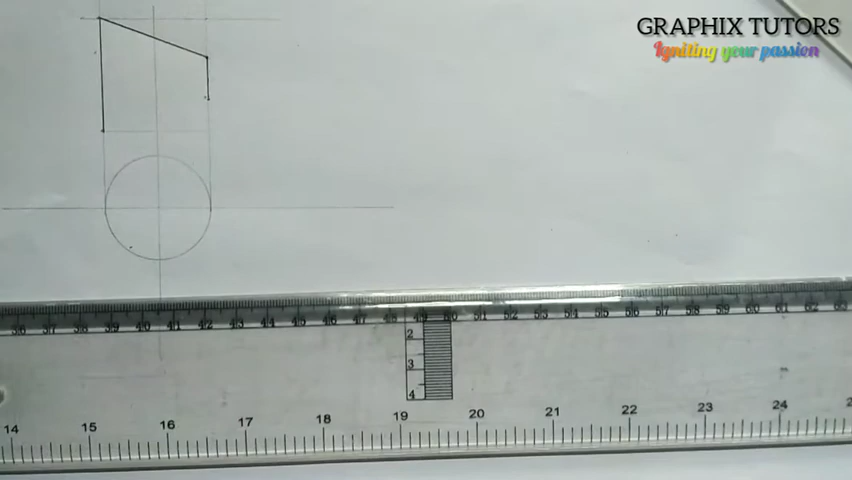 GRAPHIX TUTORS
Igniting your passion
36 37 38 39 40 41 42 43 44 45 46 47 48 49 50 51 52 53 54 55 56 57 58 59 60 61 62 63
2
3
4
14 15 16 17 18 19 20 21 22 23 24